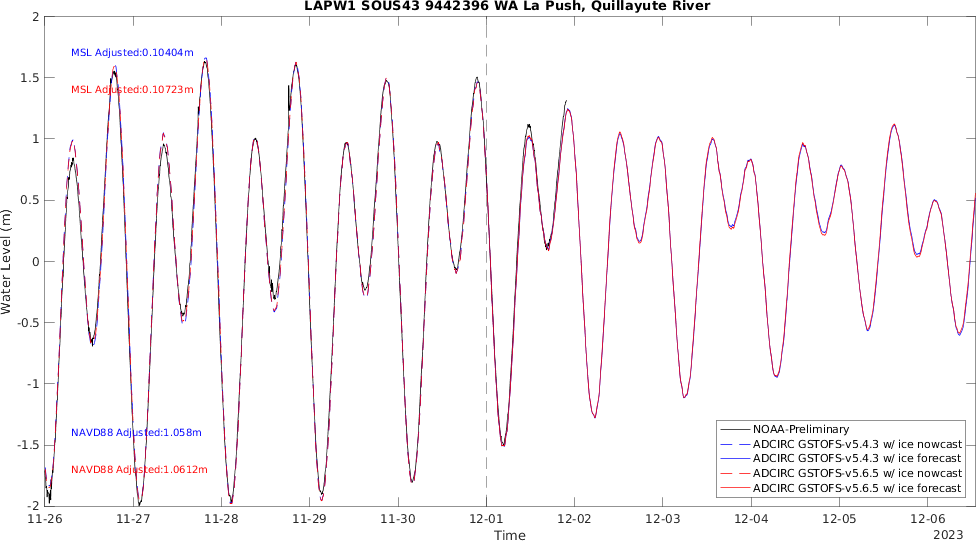 LAPW1 SOUS43 9442396 WA La Push, Quillayute River
2
1.5
1
0.5
0
-0.5
-1
-1.5
-2
Water Level (m)
MSL Adjusted:0.10404m
MSL Adjusted:0.10723m
NAVD88 Adjusted:1.058m
NAVD88 Adjusted:1.0612m
NOAA-Preliminary
ADCIRC GSTOFS-v5.4.3 w/ ice nowcast
ADCIRC GSTOFS-v5.4.3 w/ ice forecast
ADCIRC GSTOFS-v5.6.5 w/ ice nowcast
ADCIRC GSTOFS-v5.6.5 w/ ice forecast
11-26 11-27 11-28 11-29 11-30 12-01 12-02 12-03 12-04 12-05 12-06
Time
2023